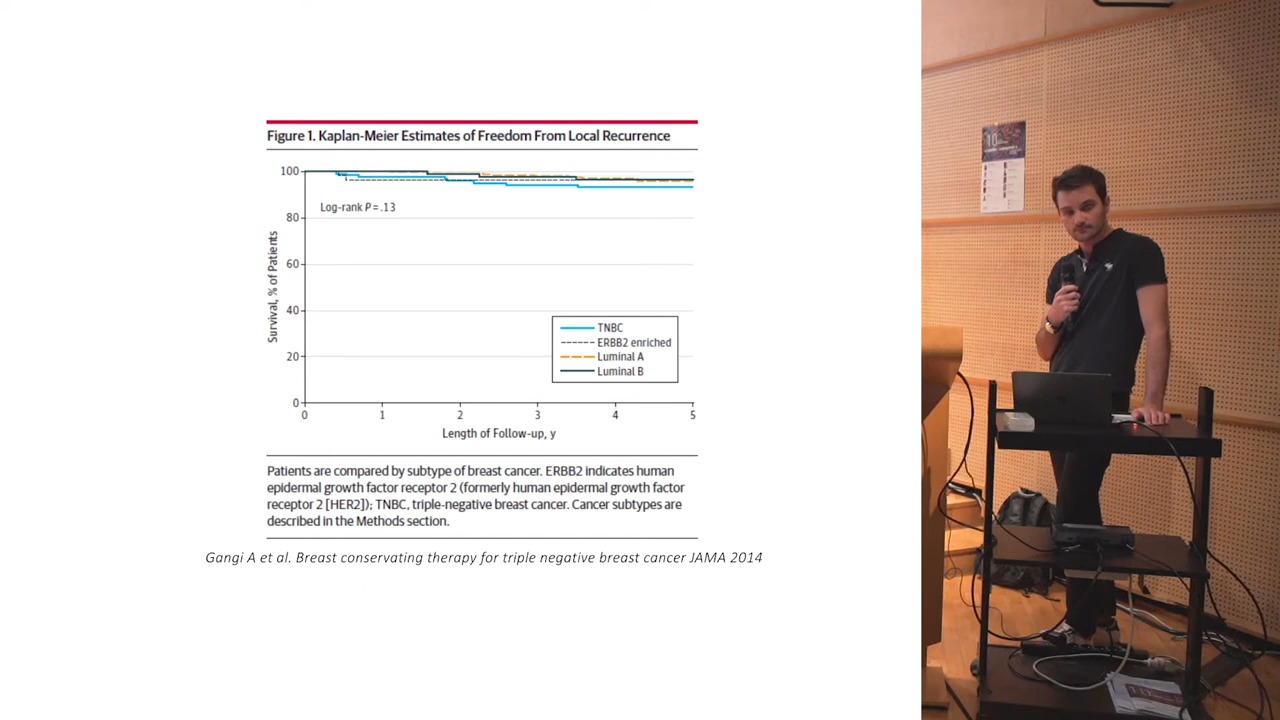 Figure 1. Kaplan-Meier Estimates of Freedom From Local Recurrence
100
80
60
40
20
0
Survival, % of Patients
Log-rank P = .13
TNBC
ERBB2 enriched
Luminal A
Luminal B
0 1 2 3 4 5
Length of Follow-up, y
Patients are compared by subtype of breast cancer. ERBB2 indicates human
epidermal growth factor receptor 2 (formerly human epidermal growth factor
receptor 2 [HER2]); TNBC, triple-negative breast cancer. Cancer subtypes are
described in the Methods section.
Gangi A et al. Breast conservating therapy for triple negative breast cancer JAMA 2014
10